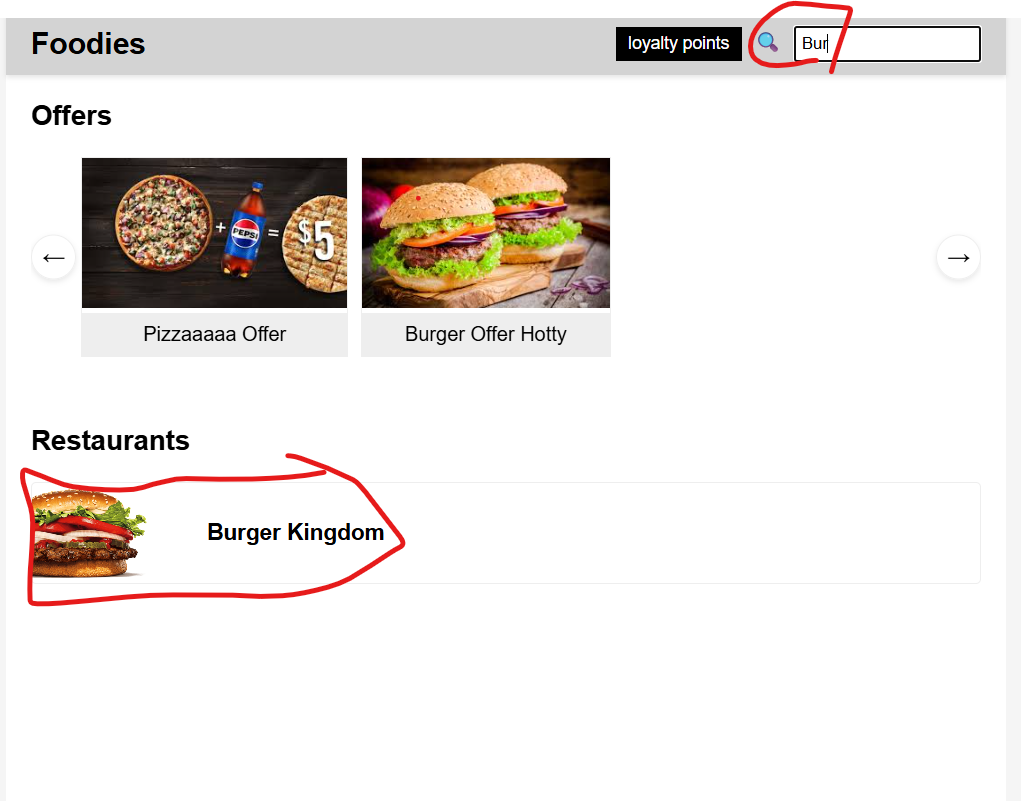 Foodies
loyalty points
Bur
Offers
+ PEPSI = $5
← →
Pizzaaaaa Offer
Burger Offer Hotty
Restaurants
Burger Kingdom